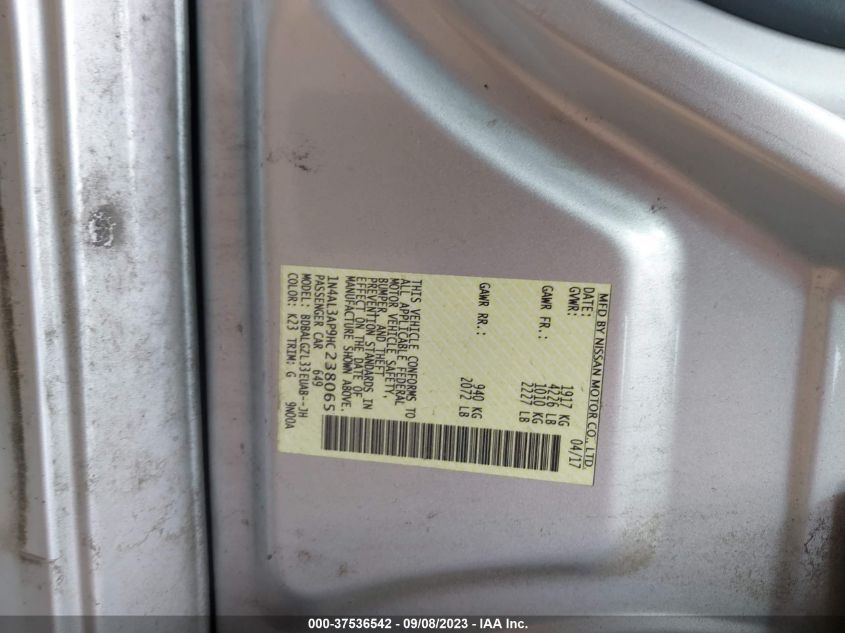 MFD BY NISSAN MOTOR CO., LTD.
DATE: 04/17
GVWR: 1917 KG
4226 LB
GAWR FR.: 1010 KG
2227 LB
GAWR RR.: 940 KG
2072 LB
THIS VEHICLE CONFORMS TO
ALL APPLICABLE FEDERAL
MOTOR VEHICLE SAFETY,
BUMPER, AND THEFT
PREVENTION STANDARDS IN
EFFECT ON THE DATE OF
MANUFACTURE SHOWN ABOVE.
1N4AL3AP9HC238065
PASSENGER CAR 649
MODEL: BDBALGZL33EUAB--JH
COLOR: K23 TRIM: G 9N00A
000-37536542 - 09/08/2023 - IAA Inc.